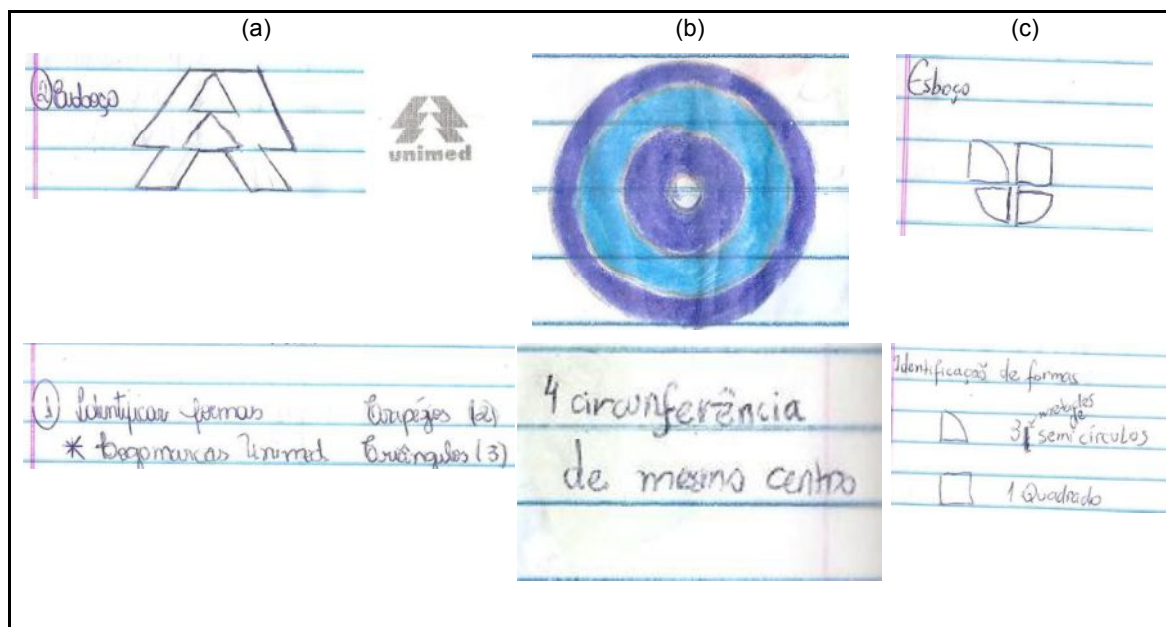 (a)
(b)
(c)
② Esboço
unimed
Esboço
① Identificar formas Trapézios (2)
* Logomarcas Unimed Triângulos (3)
4 circunferência
de mesmo centro
Identificação de formas
3 metades de semicírculos
1 Quadrado